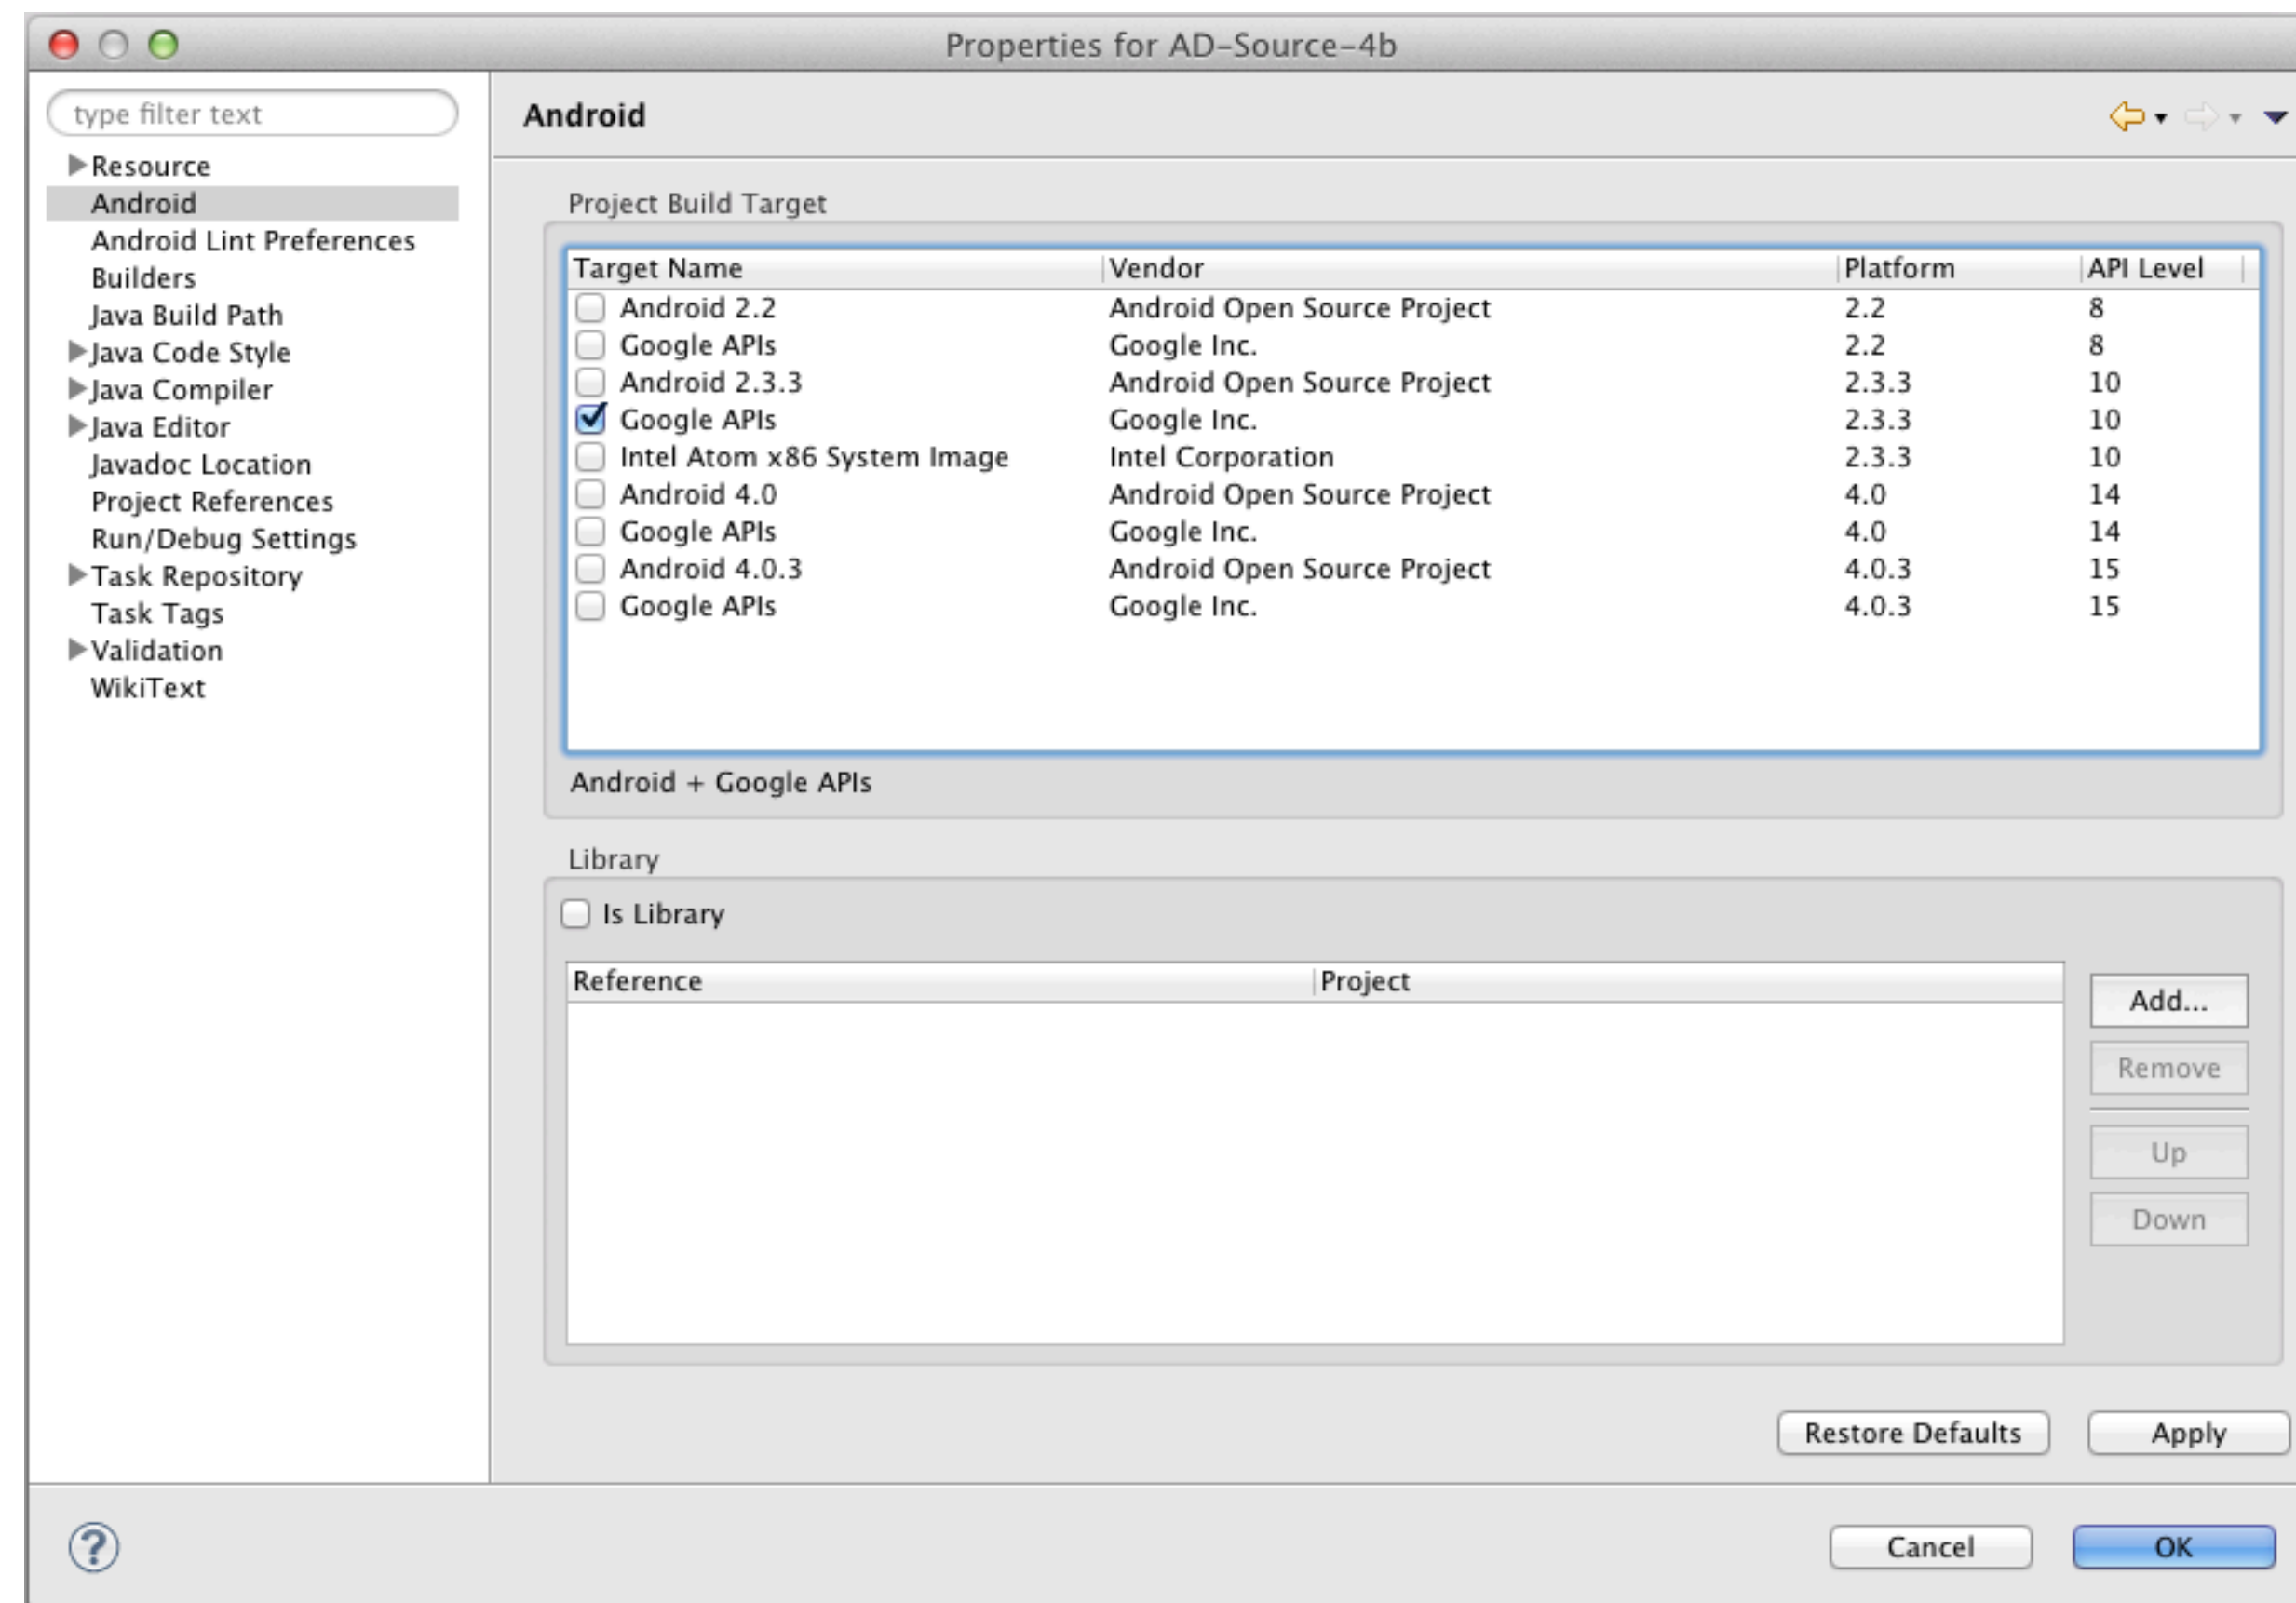 Properties for AD-Source-4b
type filter text
Resource
Android
Android Lint Preferences
Builders
Java Build Path
Java Code Style
Java Compiler
Java Editor
Javadoc Location
Project References
Run/Debug Settings
Task Repository
Task Tags
Validation
WikiText
Android
Project Build Target
Target Name Vendor Platform API Level
Android 2.2 Android Open Source Project 2.2 8
Google APIs Google Inc. 2.2 8
Android 2.3.3 Android Open Source Project 2.3.3 10
Google APIs Google Inc. 2.3.3 10
Intel Atom x86 System Image Intel Corporation 2.3.3 10
Android 4.0 Android Open Source Project 4.0 14
Google APIs Google Inc. 4.0 14
Android 4.0.3 Android Open Source Project 4.0.3 15
Google APIs Google Inc. 4.0.3 15
Android + Google APIs
Library
Is Library
Reference Project
Add...
Remove
Up
Down
Restore Defaults Apply
? Cancel OK